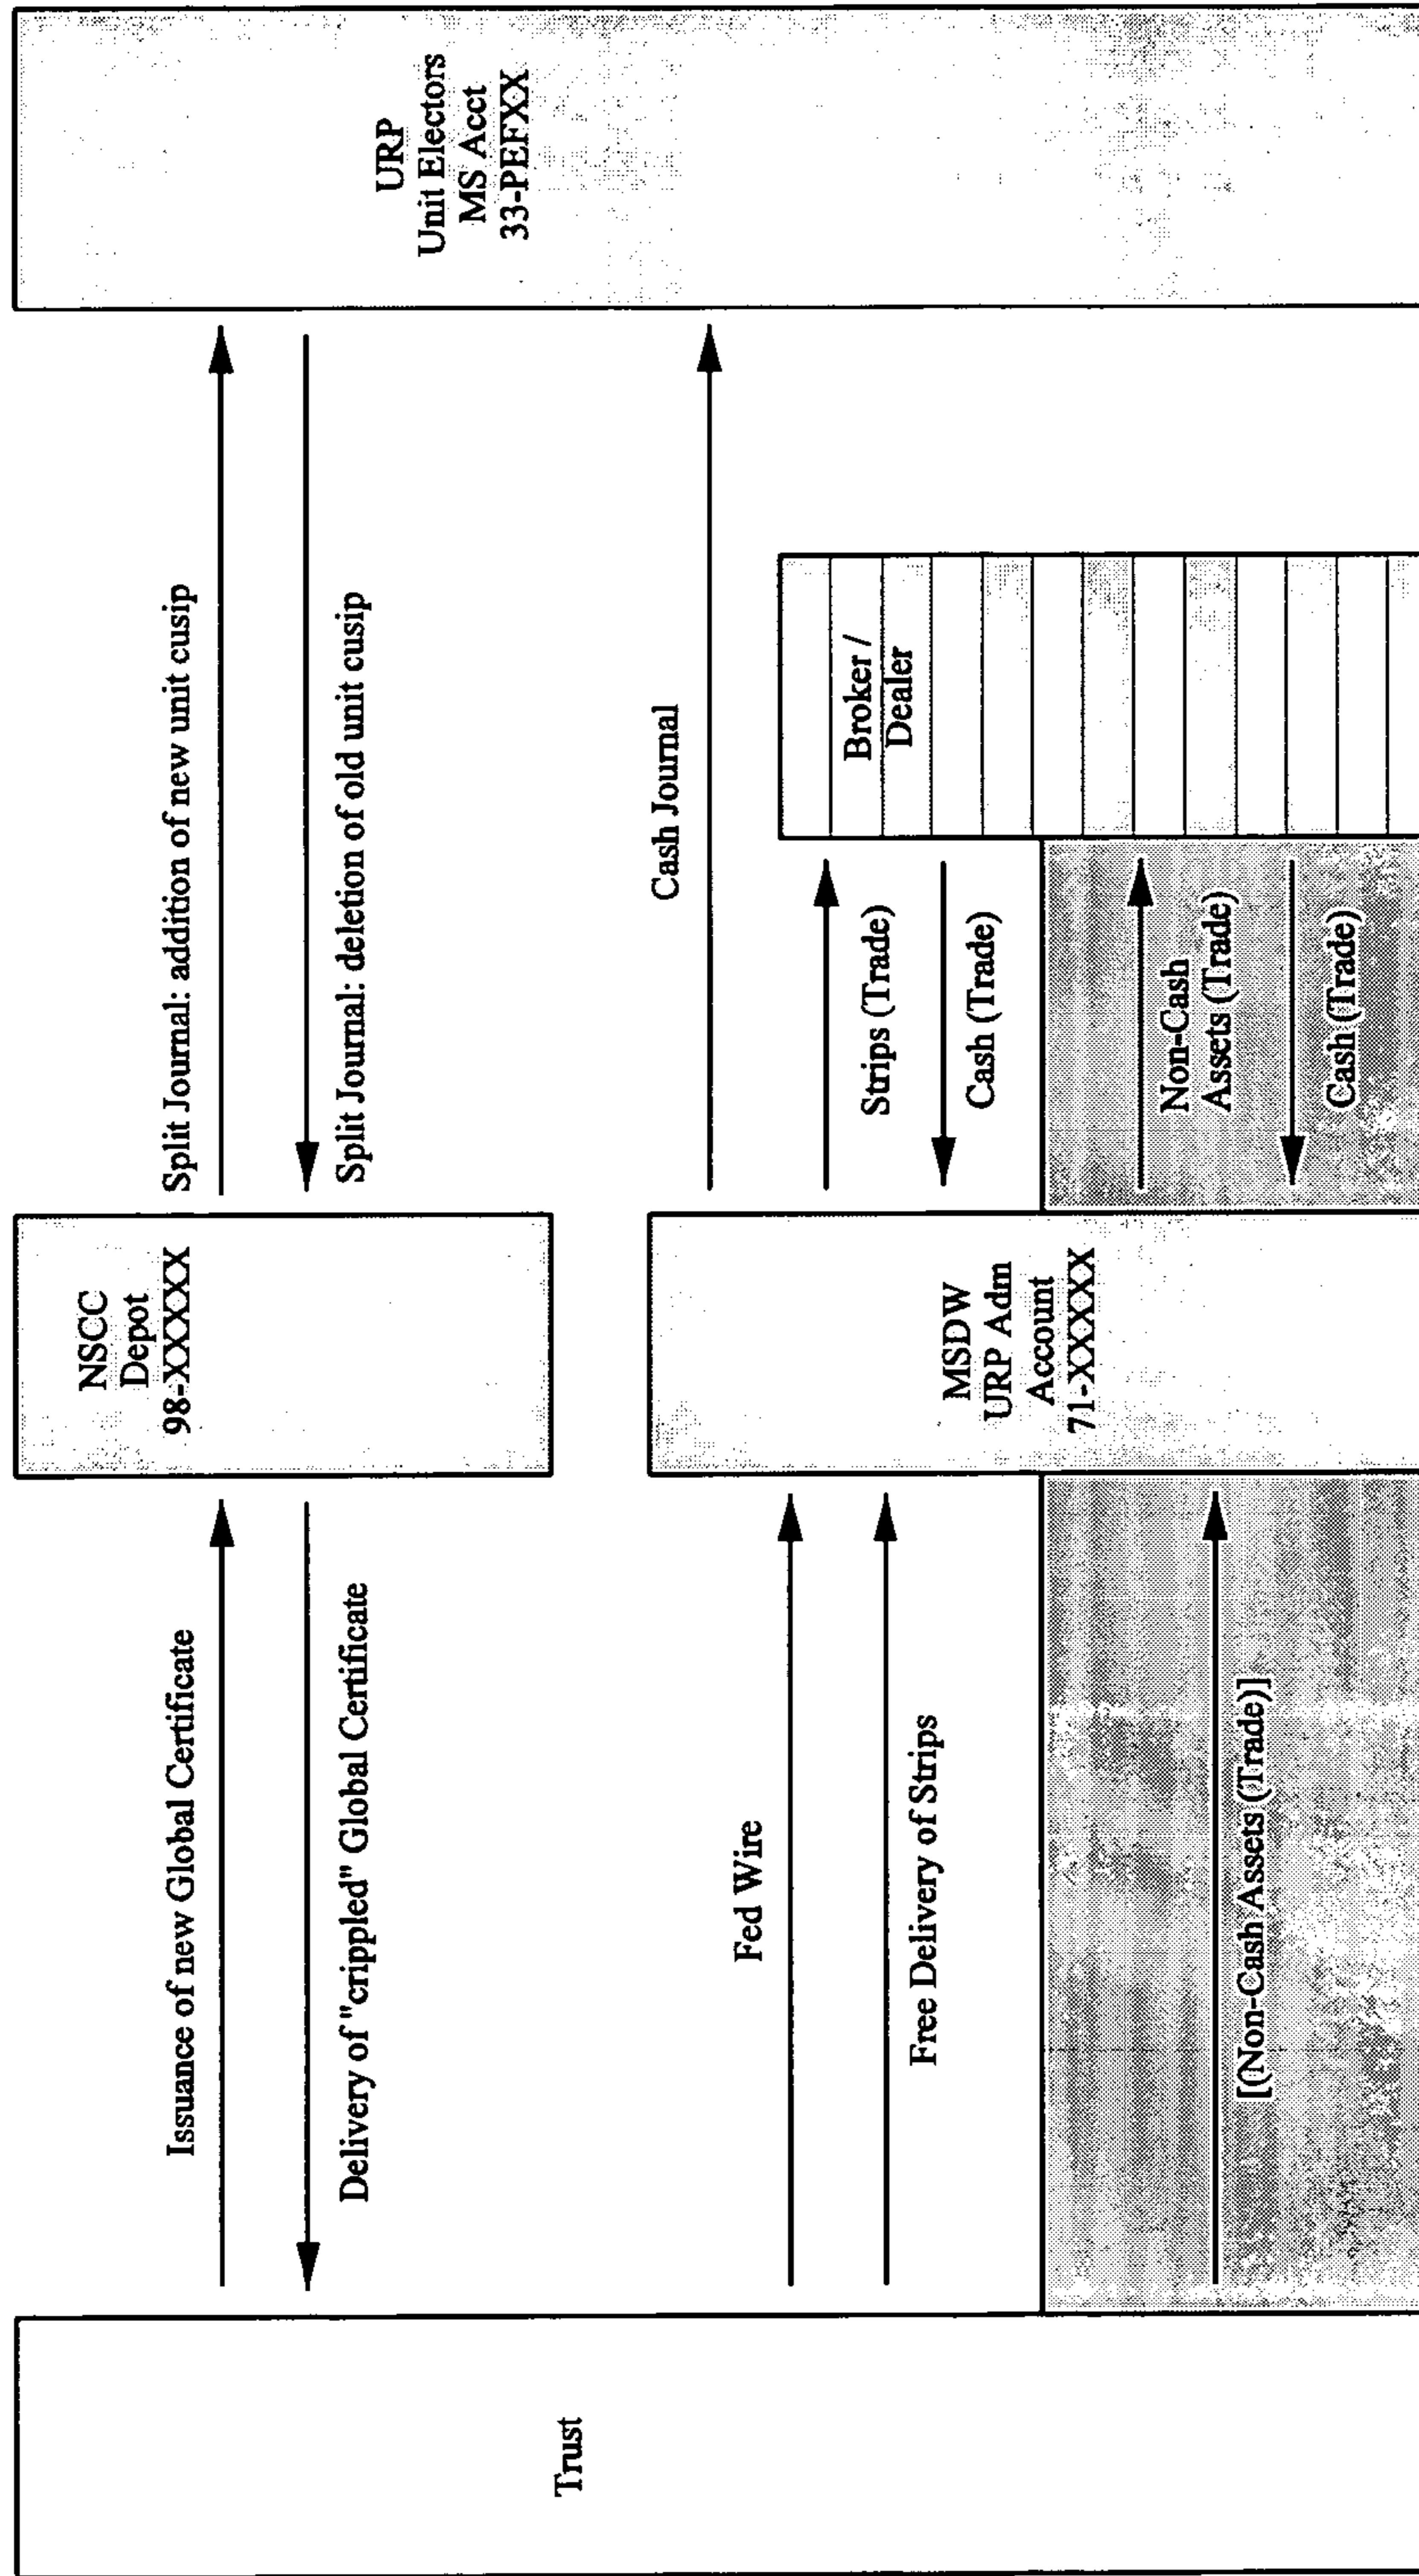 Trust
Issuance of new Global Certificate
Delivery of "crippled" Global Certificate
Fed Wire
Free Delivery of Strips
[(Non-Cash Assets (Trade)]
NSCC
Depot
98-XXXXX
MSDW
URP Adm
Account
71-XXXXX
Split Journal: addition of new unit cusip
Split Journal: deletion of old unit cusip
Cash Journal
Strips (Trade)
Cash (Trade)
Non-Cash
Assets (Trade)
Cash (Trade)
Broker /
Dealer
URP
Unit Electors
MS Acct
33-PEFXX